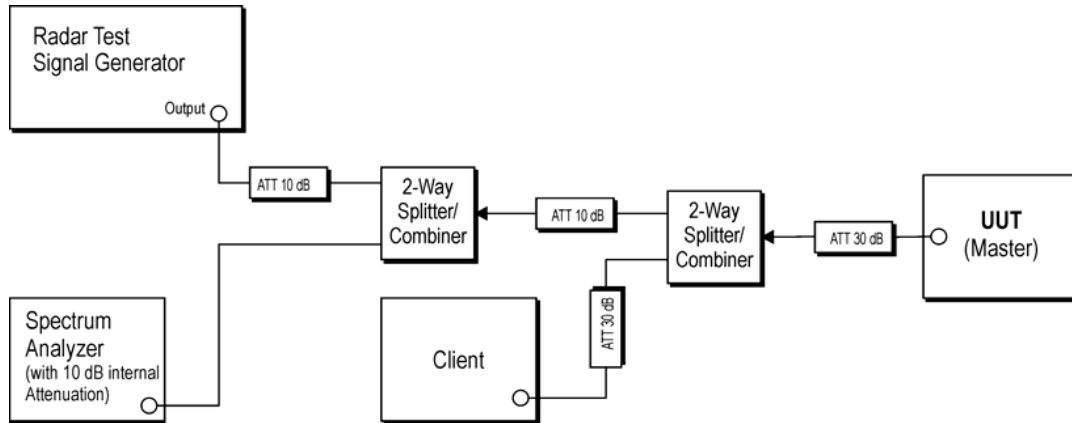 Radar Test
Signal Generator
Output
ATT 10 dB
2-Way
Splitter/
Combiner
ATT 10 dB
2-Way
Splitter/
Combiner
ATT 30 dB
UUT
(Master)
Spectrum
Analyzer
(with 10 dB internal
Attenuation)
Client
ATT 30 dB